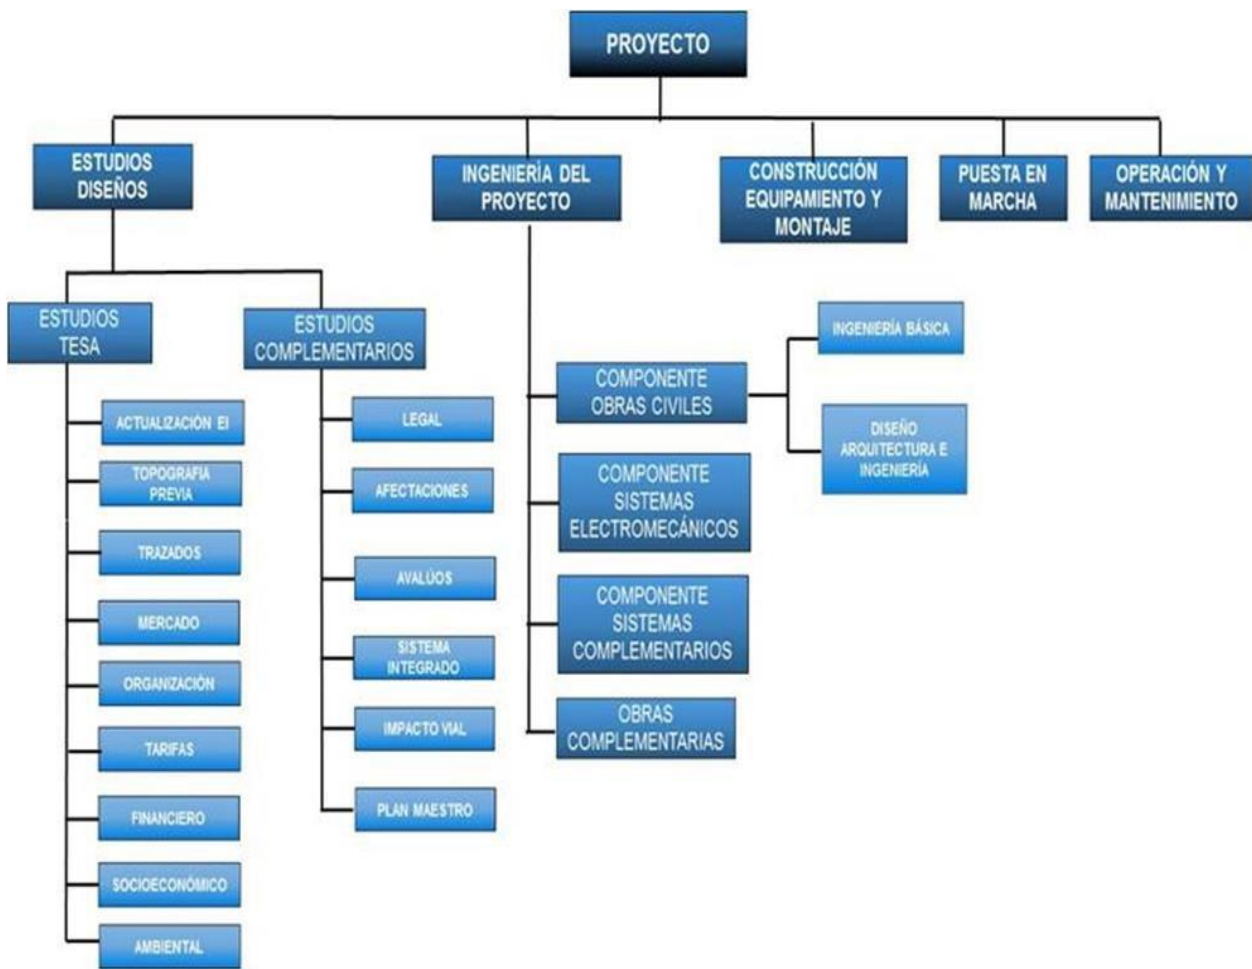 PROYECTO
ESTUDIOS
DISEÑOS
INGENIERÍA DEL
PROYECTO
CONSTRUCCIÓN
EQUIPAMIENTO Y
MONTAJE
PUESTA EN
MARCHA
OPERACIÓN Y
MANTENIMIENTO
ESTUDIOS
TESA
ACTUALIZACIÓN EI
TOPOGRAFIA
PREVIA
TRAZADOS
MERCADO
ORGANIZACIÓN
TARIFAS
FINANCIERO
SOCIOECONÓMICO
AMBIENTAL
ESTUDIOS
COMPLEMENTARIOS
LEGAL
AFECTACIONES
AVALÚOS
SISTEMA
INTEGRADO
IMPACTO VIAL
PLAN MAESTRO
COMPONENTE
OBRAS CIVILES
INGENIERÍA BÁSICA
DISEÑO
ARQUITECTURA E
INGENIERÍA
COMPONENTE
SISTEMAS
ELECTROMECÁNICOS
COMPONENTE
SISTEMAS
COMPLEMENTARIOS
OBRAS
COMPLEMENTARIAS